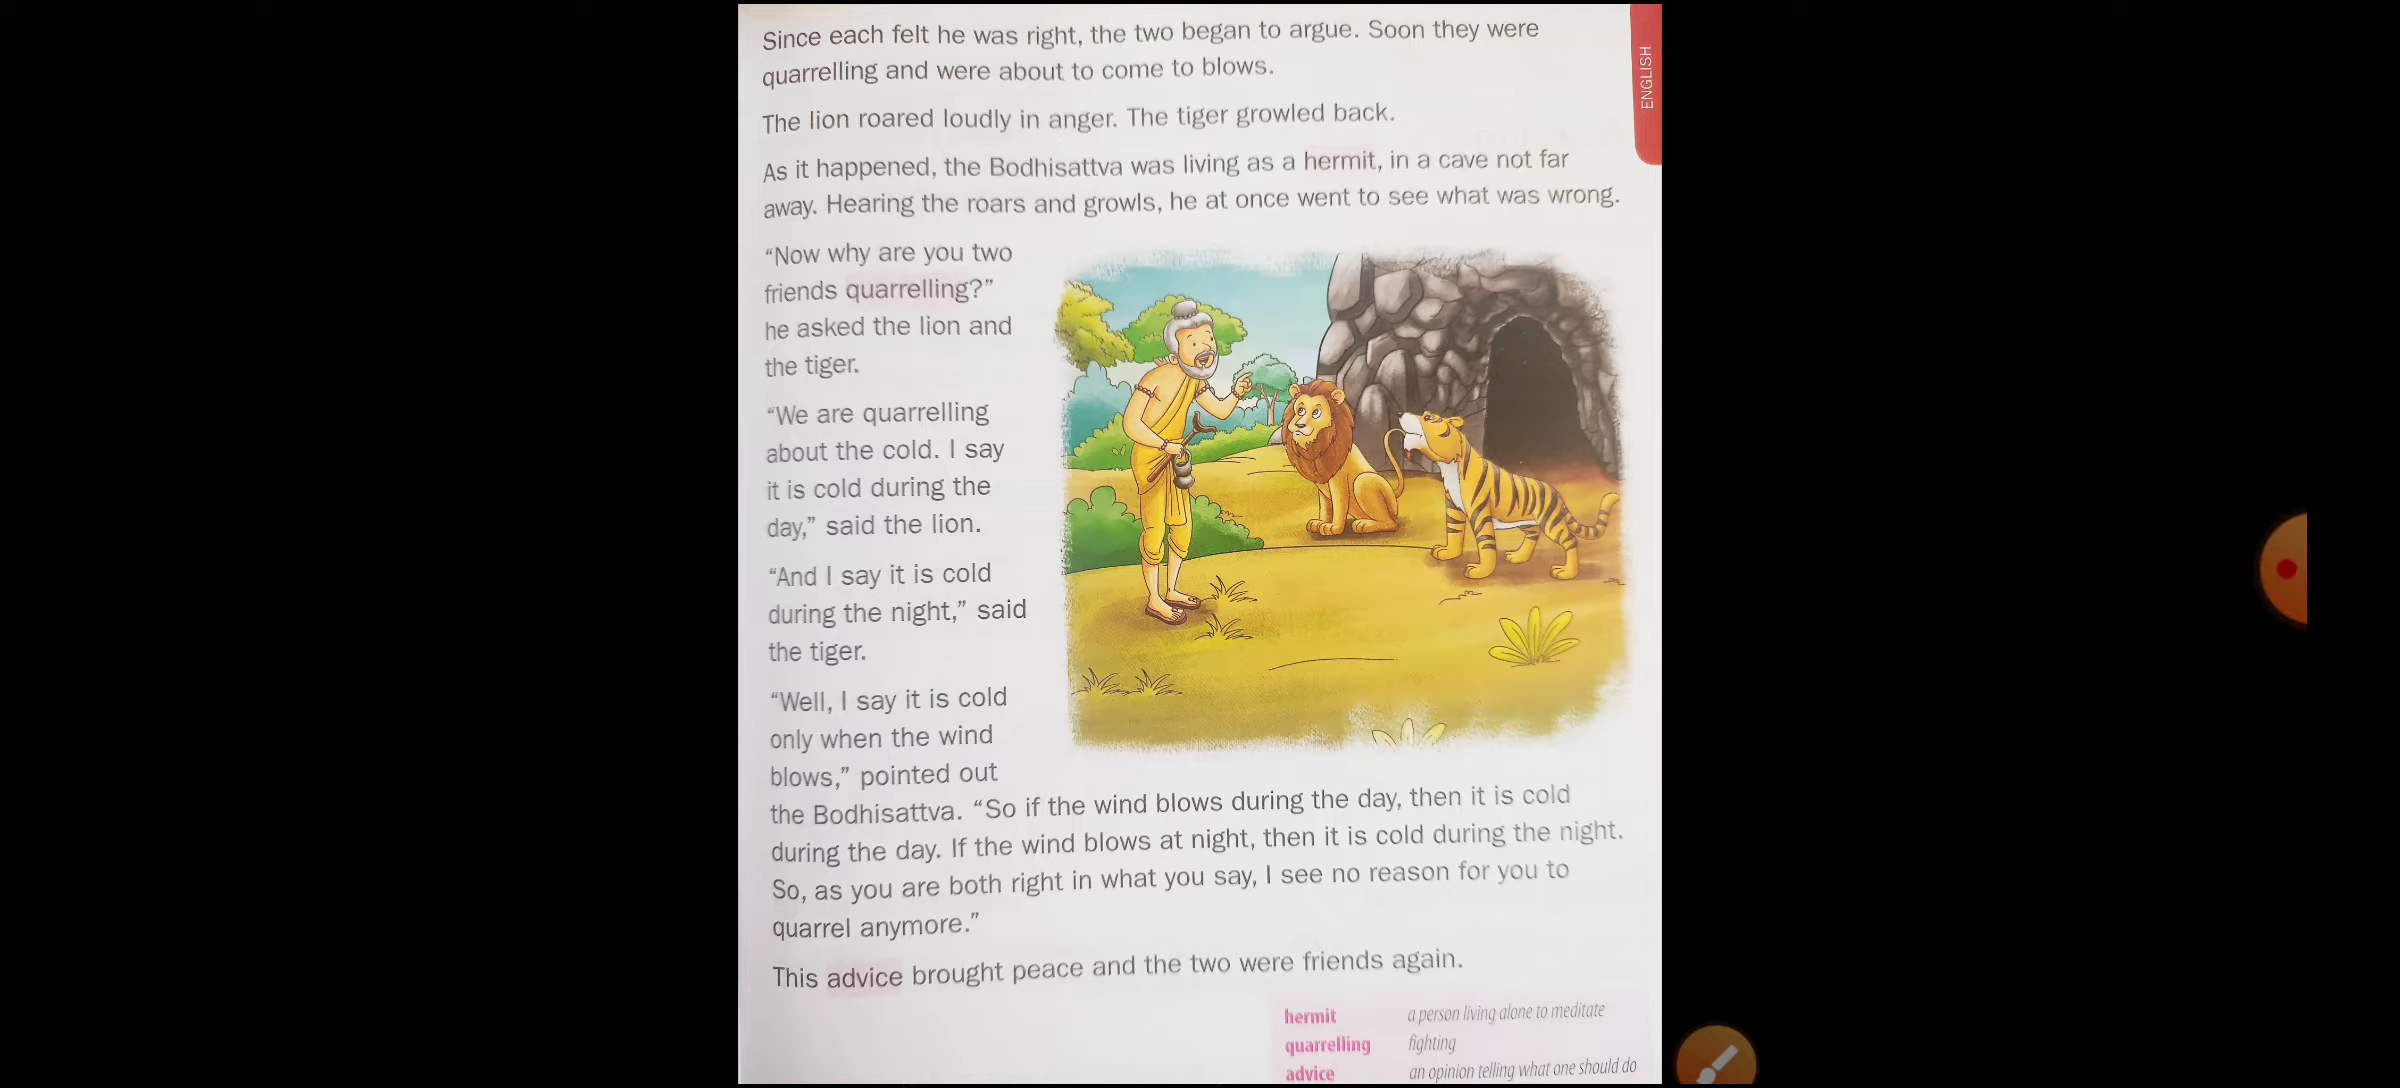 Since each felt he was right, the two began to argue. Soon they were
quarrelling and were about to come to blows.
The lion roared loudly in anger. The tiger growled back.
As it happened, the Bodhisattva was living as a hermit, in a cave not far
away. Hearing the roars and growls, he at once went to see what was wrong.
“Now why are you two
friends quarrelling?”
he asked the lion and
the tiger.
“We are quarrelling
about the cold. I say
it is cold during the
day,” said the lion.
“And I say it is cold
during the night,” said
the tiger.
“Well, I say it is cold
only when the wind
blows,” pointed out
the Bodhisattva. “So if the wind blows during the day, then it is cold
during the day. If the wind blows at night, then it is cold during the night.
So, as you are both right in what you say, I see no reason for you to
quarrel anymore.”
This advice brought peace and the two were friends again.
hermit a person living alone to meditate
quarrelling fighting
advice an opinion telling what one should do
ENGLISH